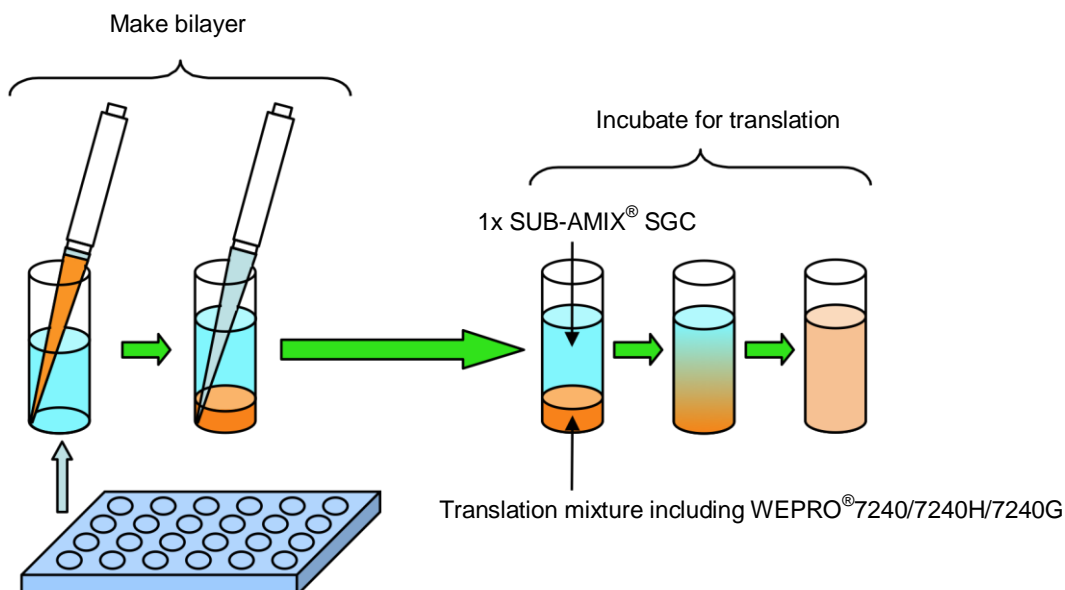 Make bilayer
Incubate for translation
1x SUB-AMIX® SGC
Translation mixture including WEPRO®7240/7240H/7240G